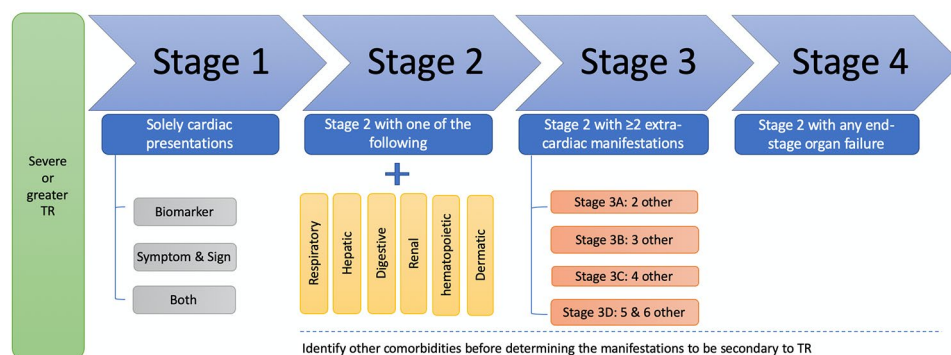 Severe
or
greater
TR
Stage 1
Stage 2
Stage 3
Stage 4
Solely cardiac
presentations
Stage 2 with one of the
following
Stage 2 with ≥2 extra-
cardiac manifestations
Stage 2 with any end-
stage organ failure
Biomarker
Symptom & Sign
Both
+
Respiratory
Hepatic
Digestive
Renal
hematopoietic
Dermatic
Stage 3A: 2 other
Stage 3B: 3 other
Stage 3C: 4 other
Stage 3D: 5 & 6 other
Identify other comorbidities before determining the manifestations to be secondary to TR